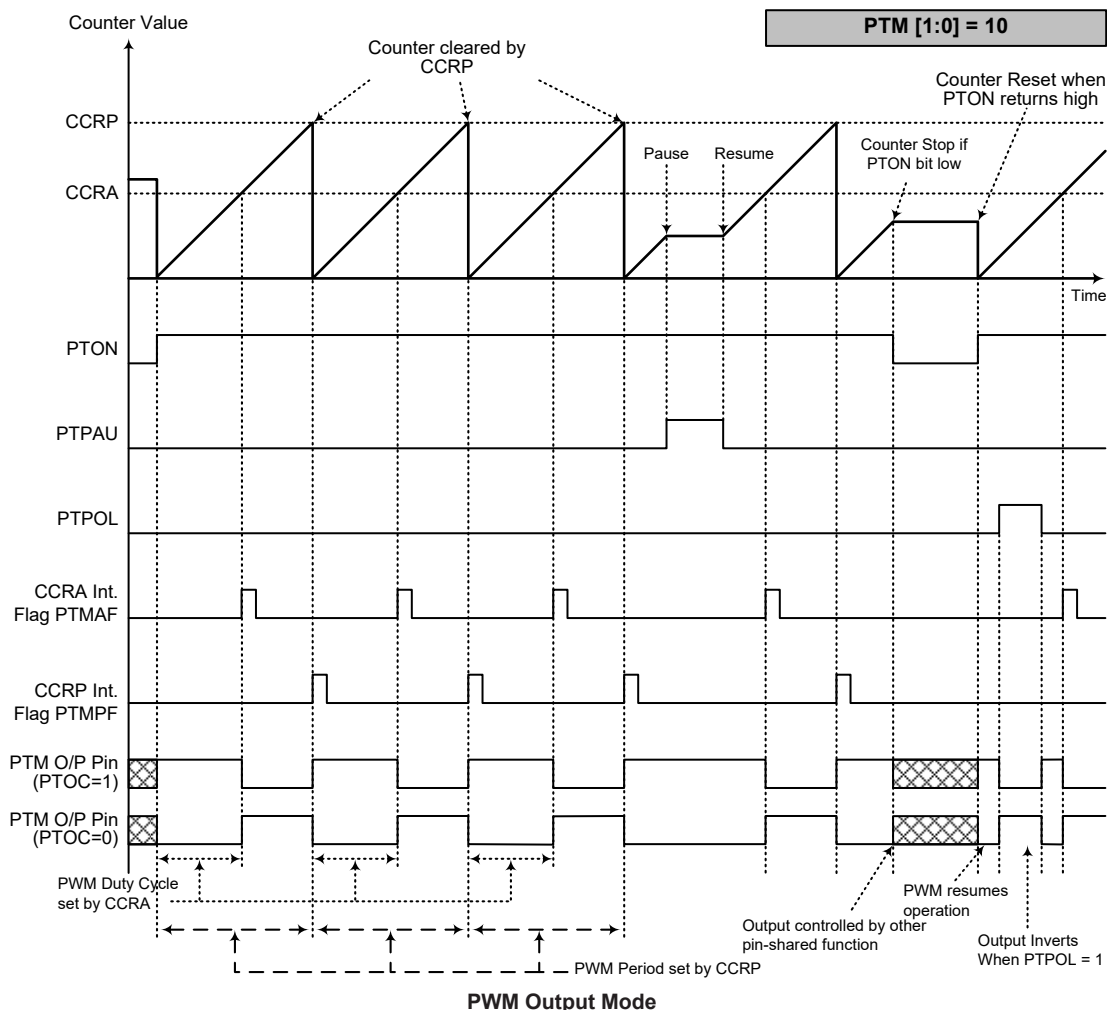 Counter Value
PTM [1:0] = 10
Counter cleared by
CCRP
Counter Reset when
PTON returns high
CCRP
Pause
Resume
Counter Stop if
PTON bit low
CCRA
Time
PTON
PTPAU
PTPOL
CCRA Int.
Flag PTMAF
CCRP Int.
Flag PTMPF
PTM O/P Pin
(PTOC=1)
PTM O/P Pin
(PTOC=0)
PWM Duty Cycle
set by CCRA
PWM resumes
operation
Output controlled by other
pin-shared function
Output Inverts
When PTPOL = 1
PWM Period set by CCRP
PWM Output Mode